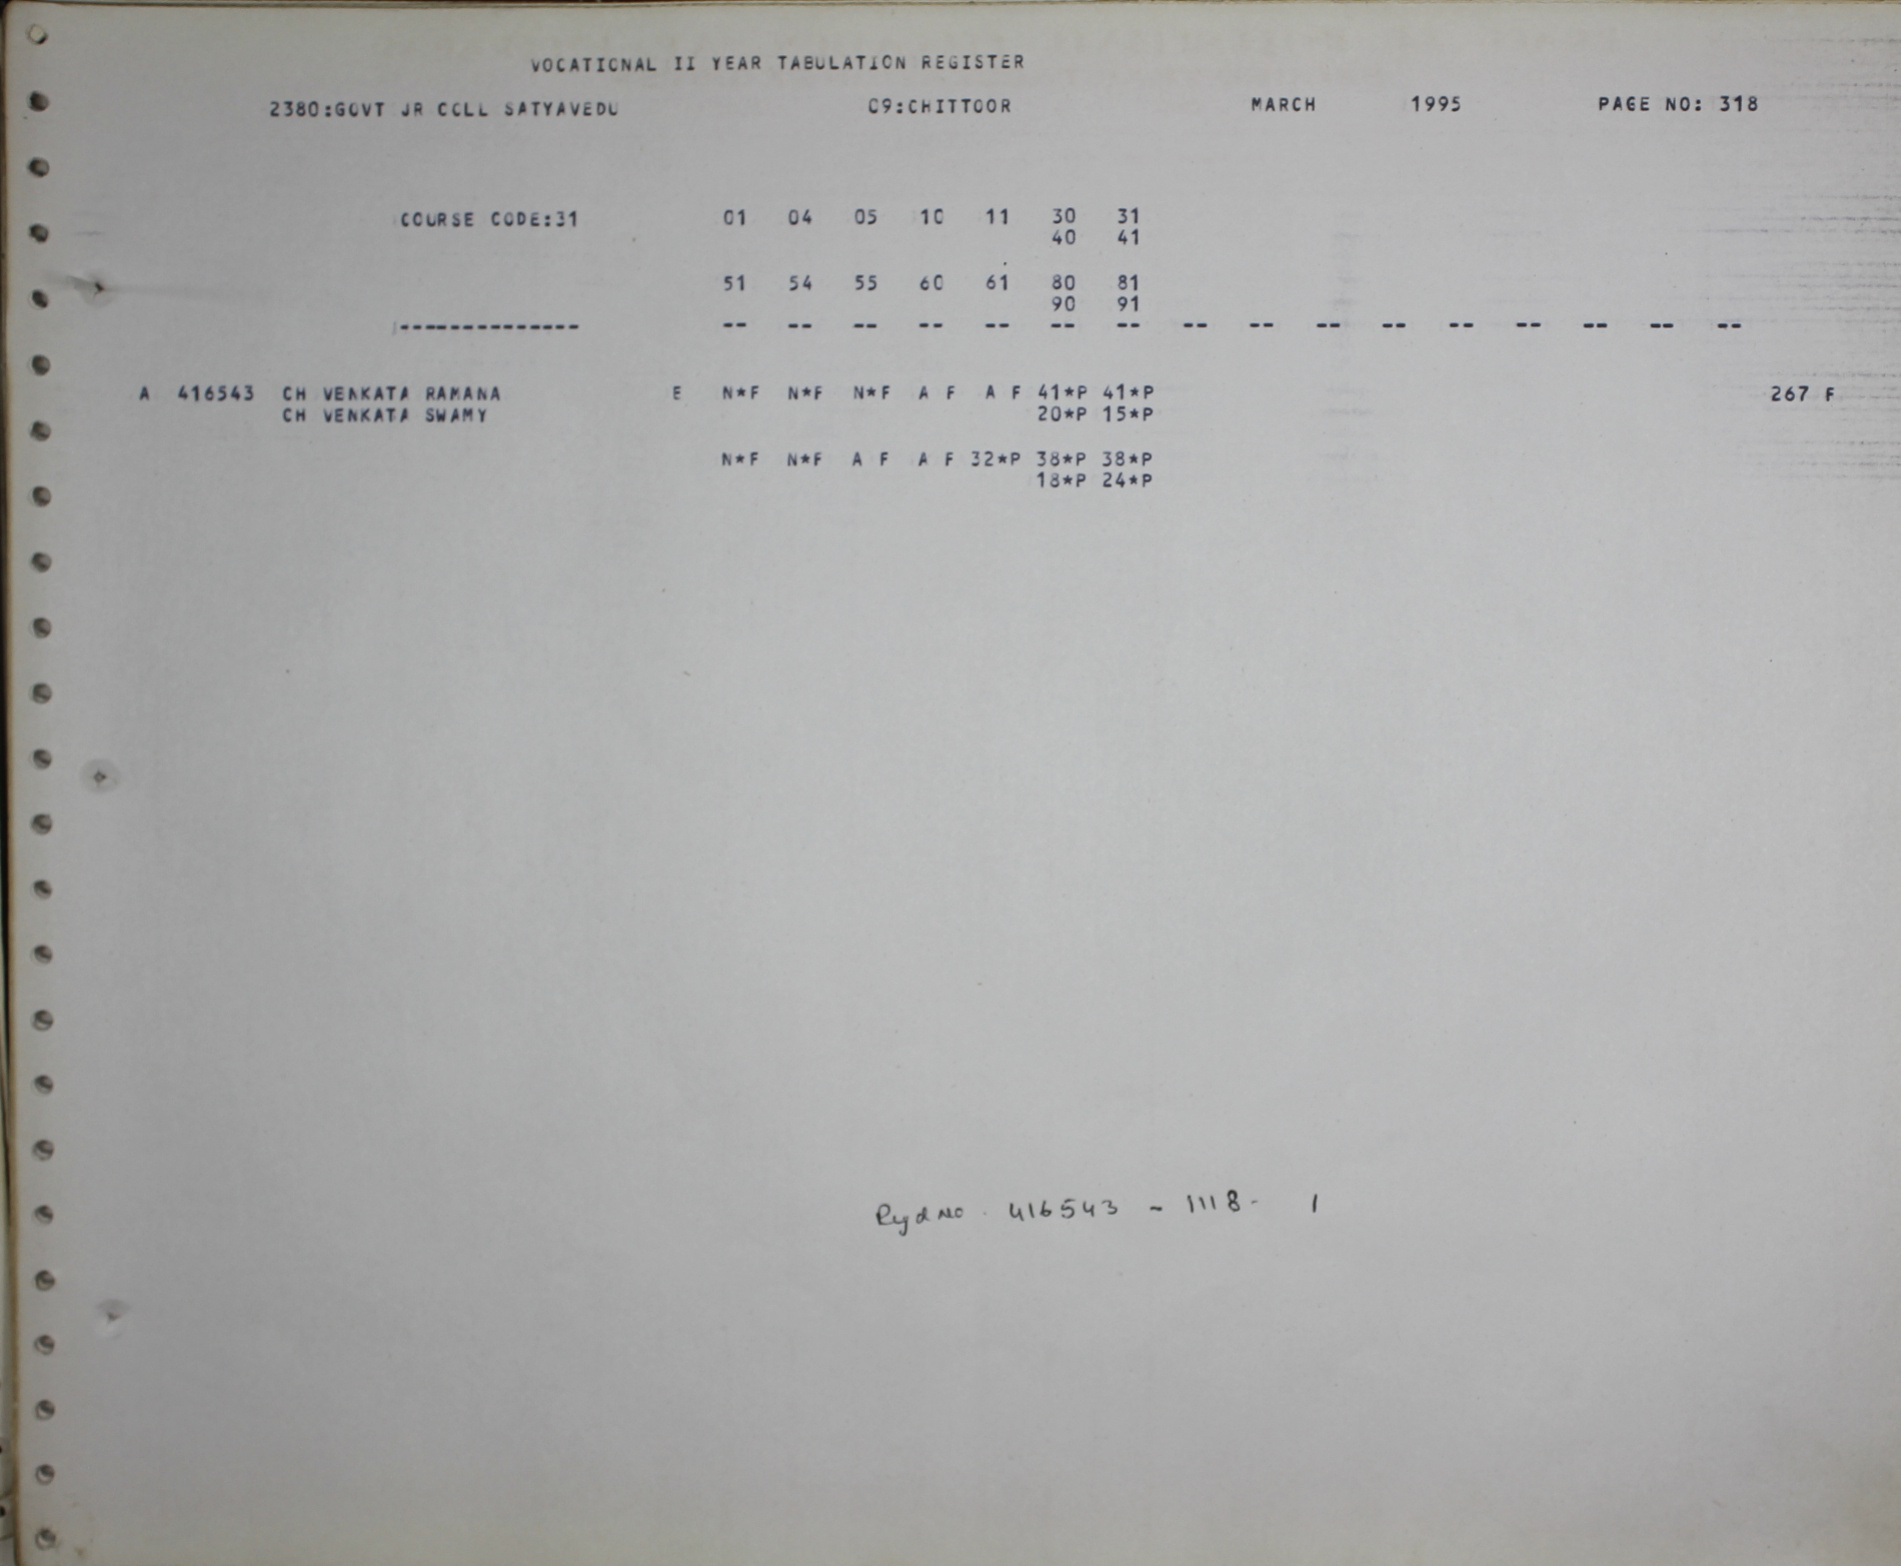 VOCATIONAL II YEAR TABULATION REGISTER
2380:GOVT JR COLL SATYAVEDU 09:CHITTOOR MARCH 1995 PAGE NO: 318
COURSE CODE:31 01 04 05 10 11 30 31
40 41
51 54 55 60 61 80 81
90 91
-------------- -- -- -- -- -- -- -- -- -- -- -- -- -- -- -- --
A 416543 CH VENKATA RAMANA E N*F N*F N*F A F A F 41*P 41*P 267 F
CH VENKATA SWAMY 20*P 15*P
N*F N*F A F A F 32*P 38*P 38*P
18*P 24*P
416543 - 1118- 1